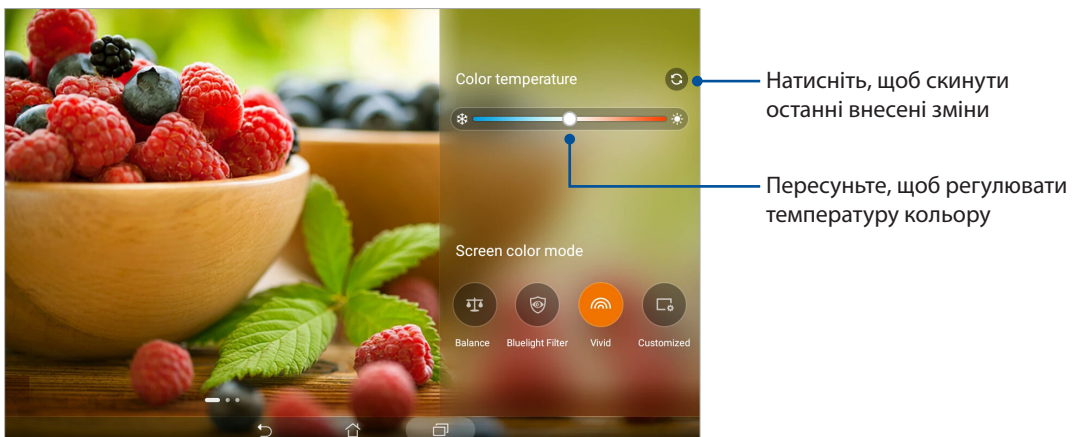 Color temperature
Натисніть, щоб скинути
останні внесені зміни
Пересуньте, щоб регулювати
температуру кольору
Screen color mode
Balance
Bluelight Filter
Vivid
Customized